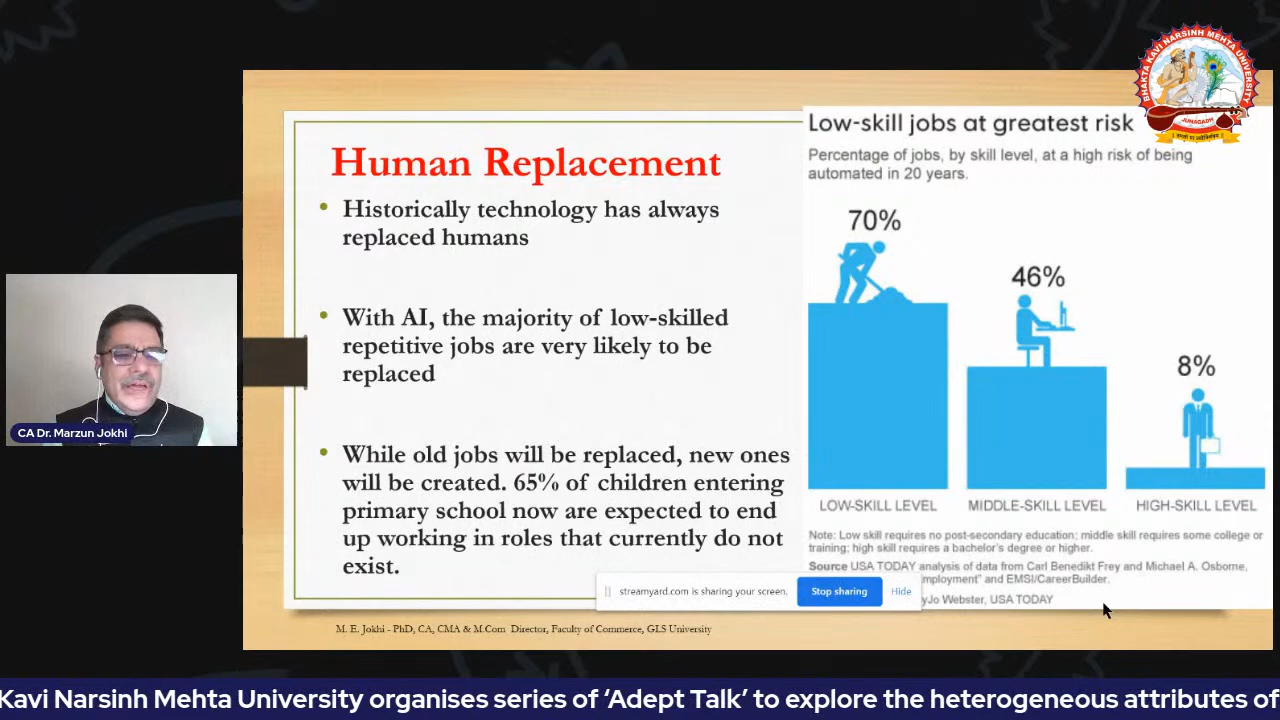 BHAKTA KAVI NARSINH MEHTA UNIVERSITY
JUNAGADH
Human Replacement
• Historically technology has always
replaced humans
• With AI, the majority of low-skilled
repetitive jobs are very likely to be
replaced
• While old jobs will be replaced, new ones
will be created. 65% of children entering
primary school now are expected to end
up working in roles that currently do not
exist.
Low-skill jobs at greatest risk
Percentage of jobs, by skill level, at a high risk of being
automated in 20 years.
70%
46%
8%
LOW-SKILL LEVEL
MIDDLE-SKILL LEVEL
HIGH-SKILL LEVEL
Note: Low skill requires no post-secondary education; middle skill requires some college or
training; high skill requires a bachelor's degree or higher.
Source USA TODAY analysis of data from Carl Benedikt Frey and Michael A. Osborne,
employment" and EMSI/CareerBuilder.
Webster, USA TODAY
streamyard.com is sharing your screen.
Stop sharing
Hide
M. E. Jokhi - PhD, CA, CMA & M.Com Director, Faculty of Commerce, GLS University
CA Dr. Marzun Jokhi
Kavi Narsinh Mehta University organises series of ‘Adept Talk’ to explore the heterogeneous attributes of